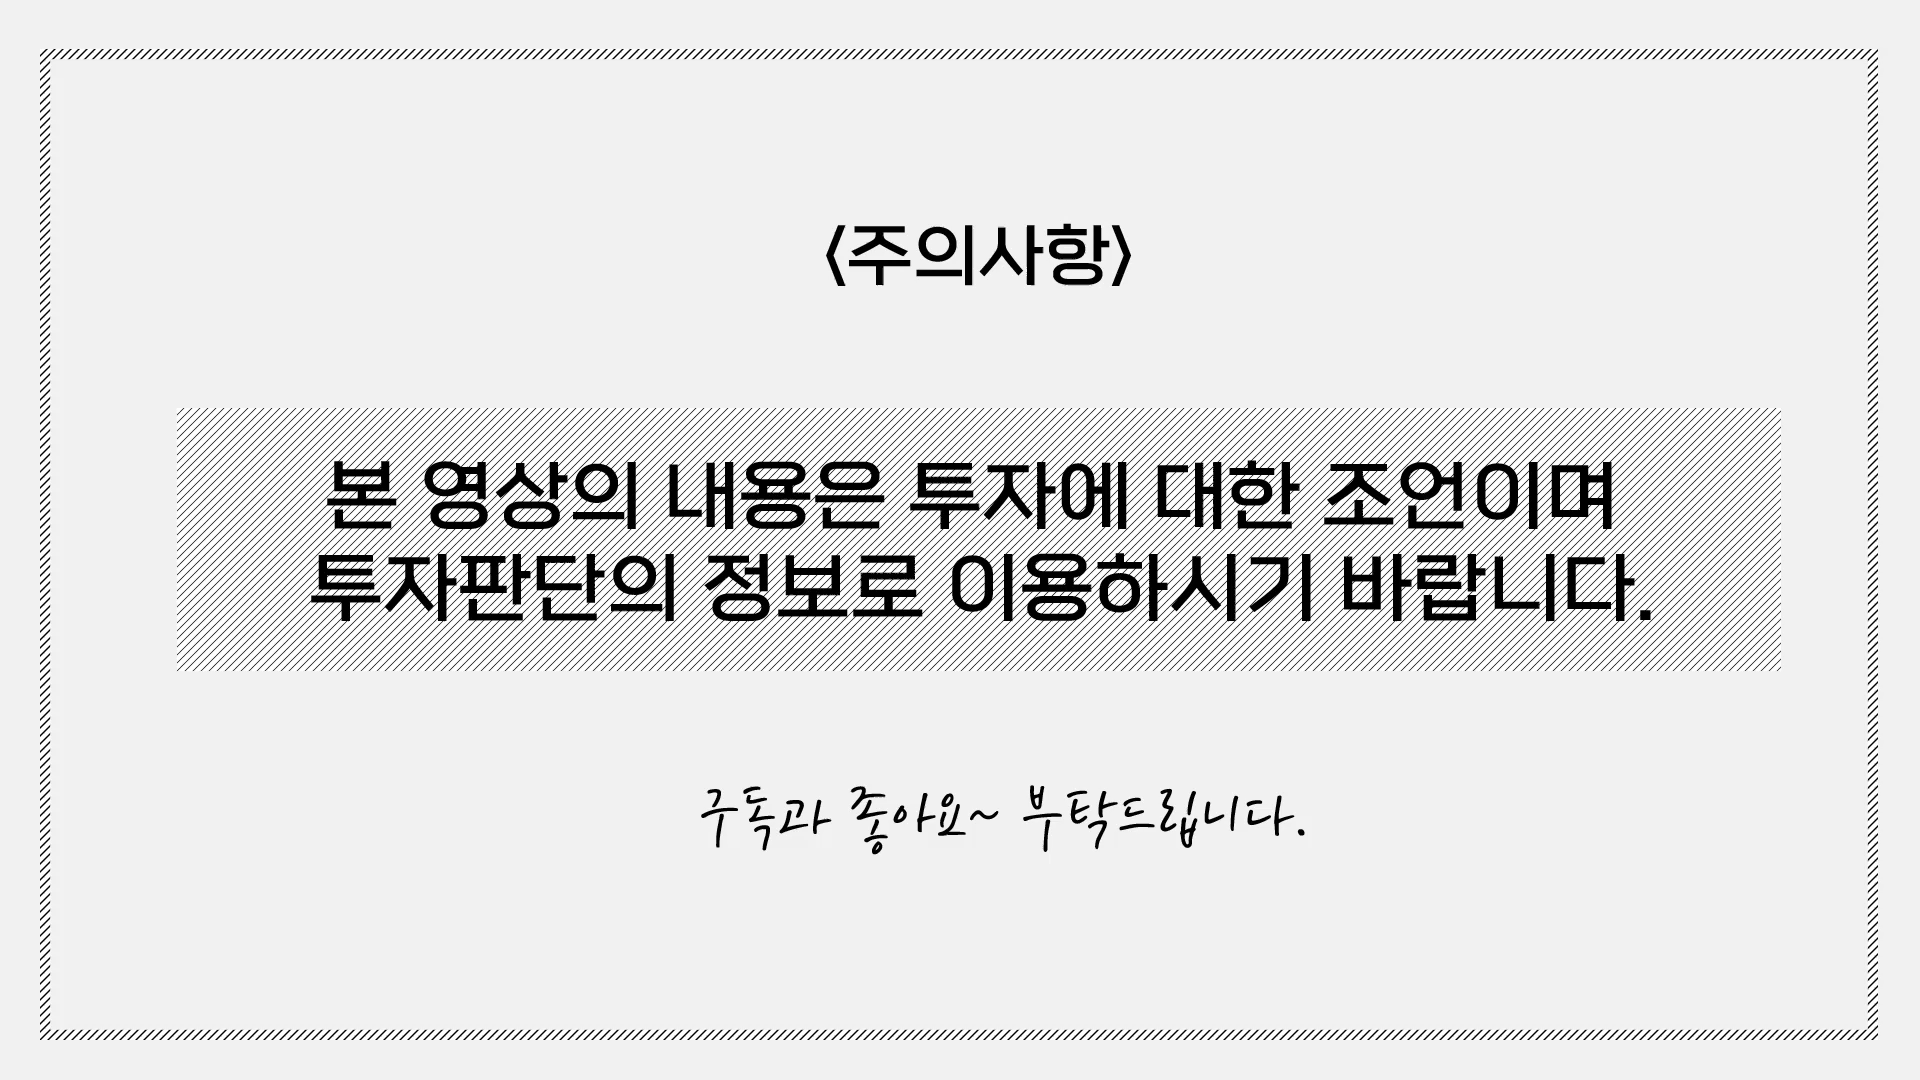 〈주의사항〉
본 영상의 내용은 투자에 대한 조언이며
투자판단의 정보로 이용하시기 바랍니다.
구독과 좋아요~ 부탁드립니다.